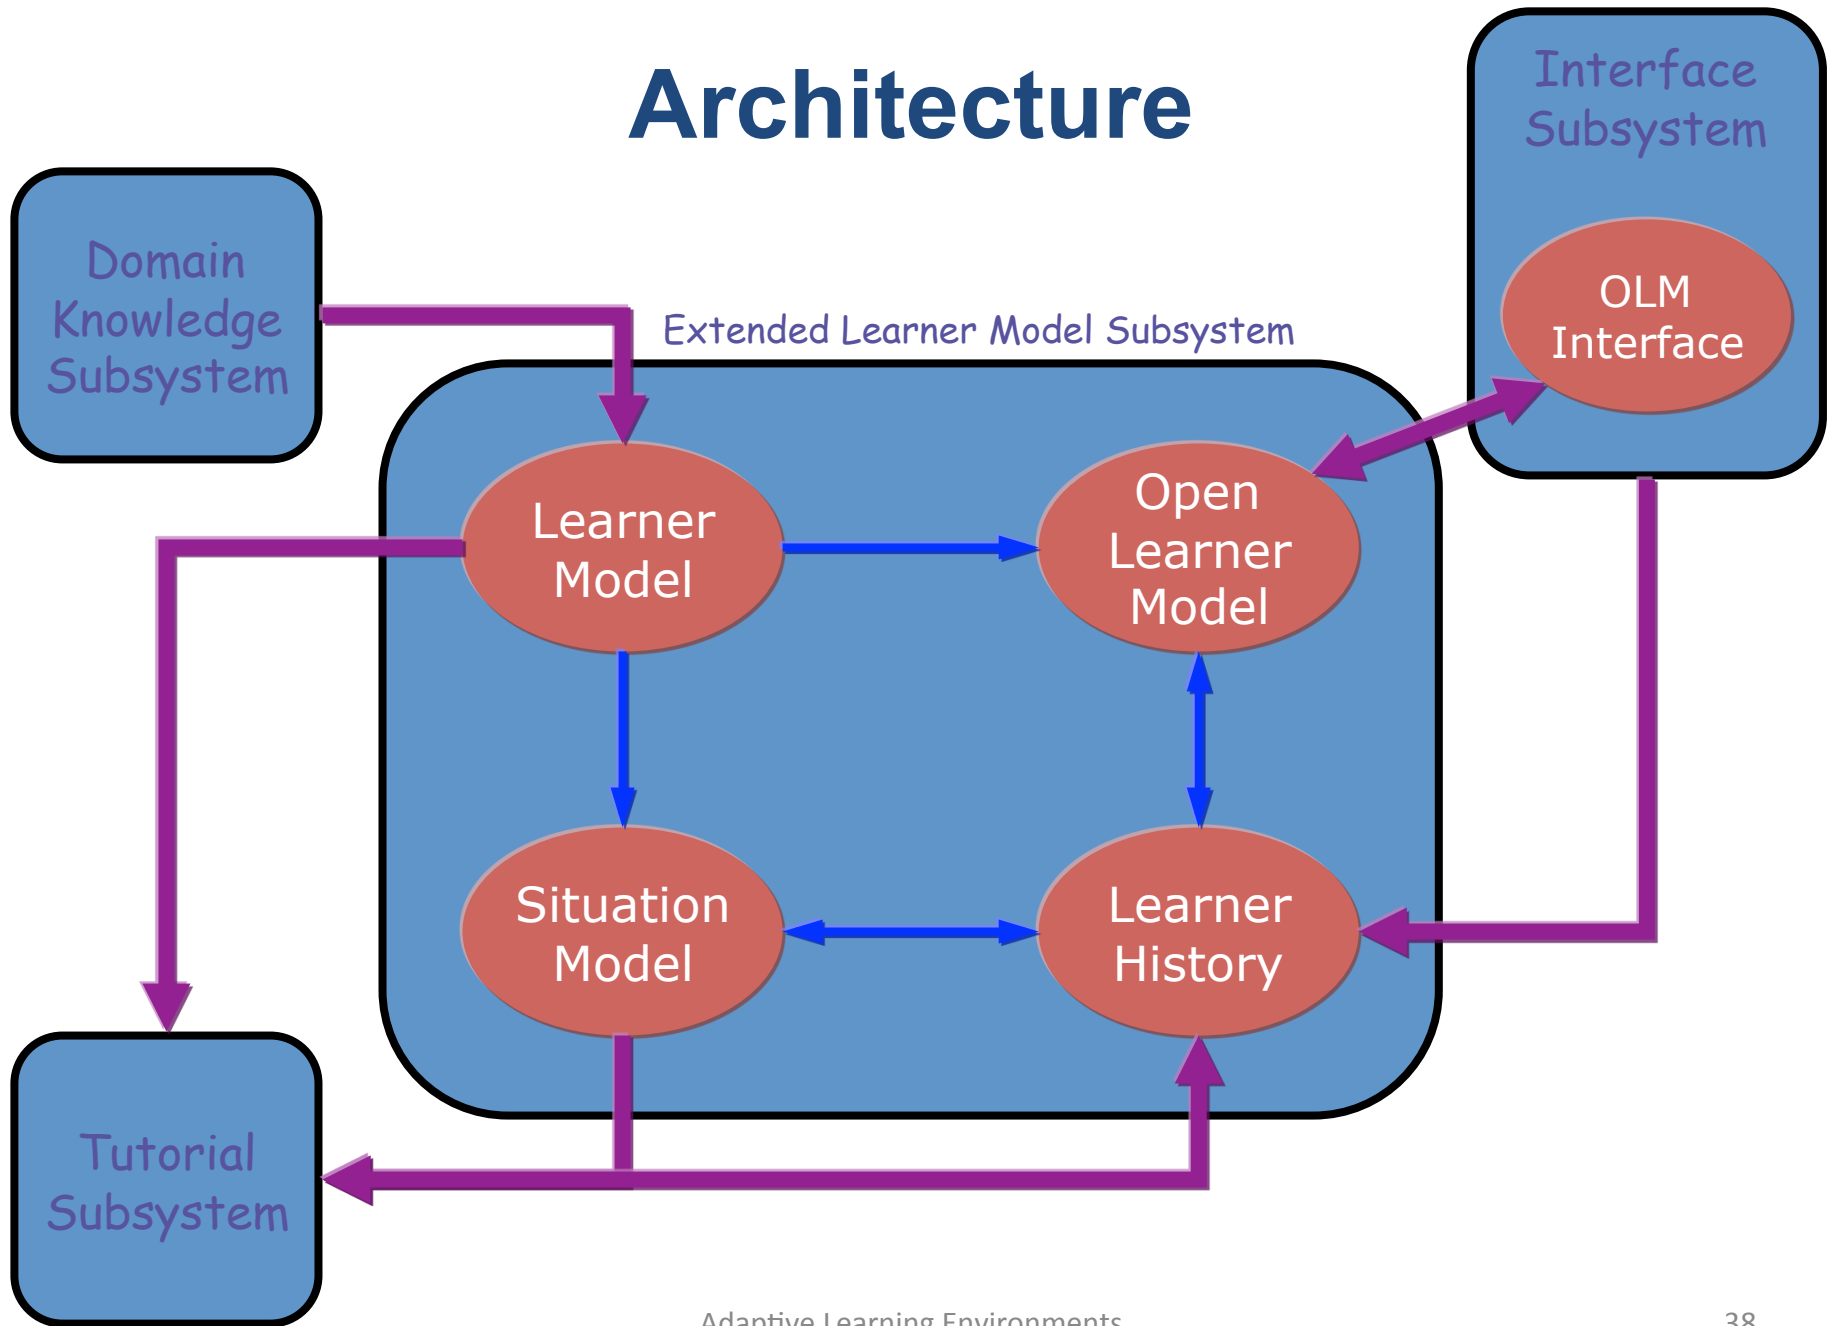 Architecture
Interface
Subsystem
Domain
Knowledge
Subsystem
OLM
Interface
Extended Learner Model Subsystem
Learner
Model
Open
Learner
Model
Situation
Model
Learner
History
Tutorial
Subsystem
Adaptive Learning Environments
38